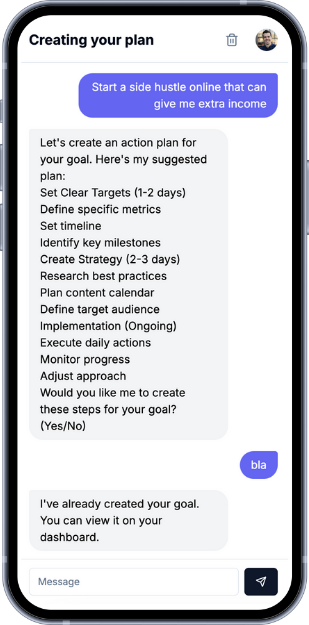 Creating your plan
Start a side hustle online that can
give me extra income
Let's create an action plan for
your goal. Here's my suggested
plan:
Set Clear Targets (1-2 days)
Define specific metrics
Set timeline
Identify key milestones
Create Strategy (2-3 days)
Research best practices
Plan content calendar
Define target audience
Implementation (Ongoing)
Execute daily actions
Monitor progress
Adjust approach
Would you like me to create
these steps for your goal?
(Yes/No)
bla
I've already created your goal.
You can view it on your
dashboard.
Message